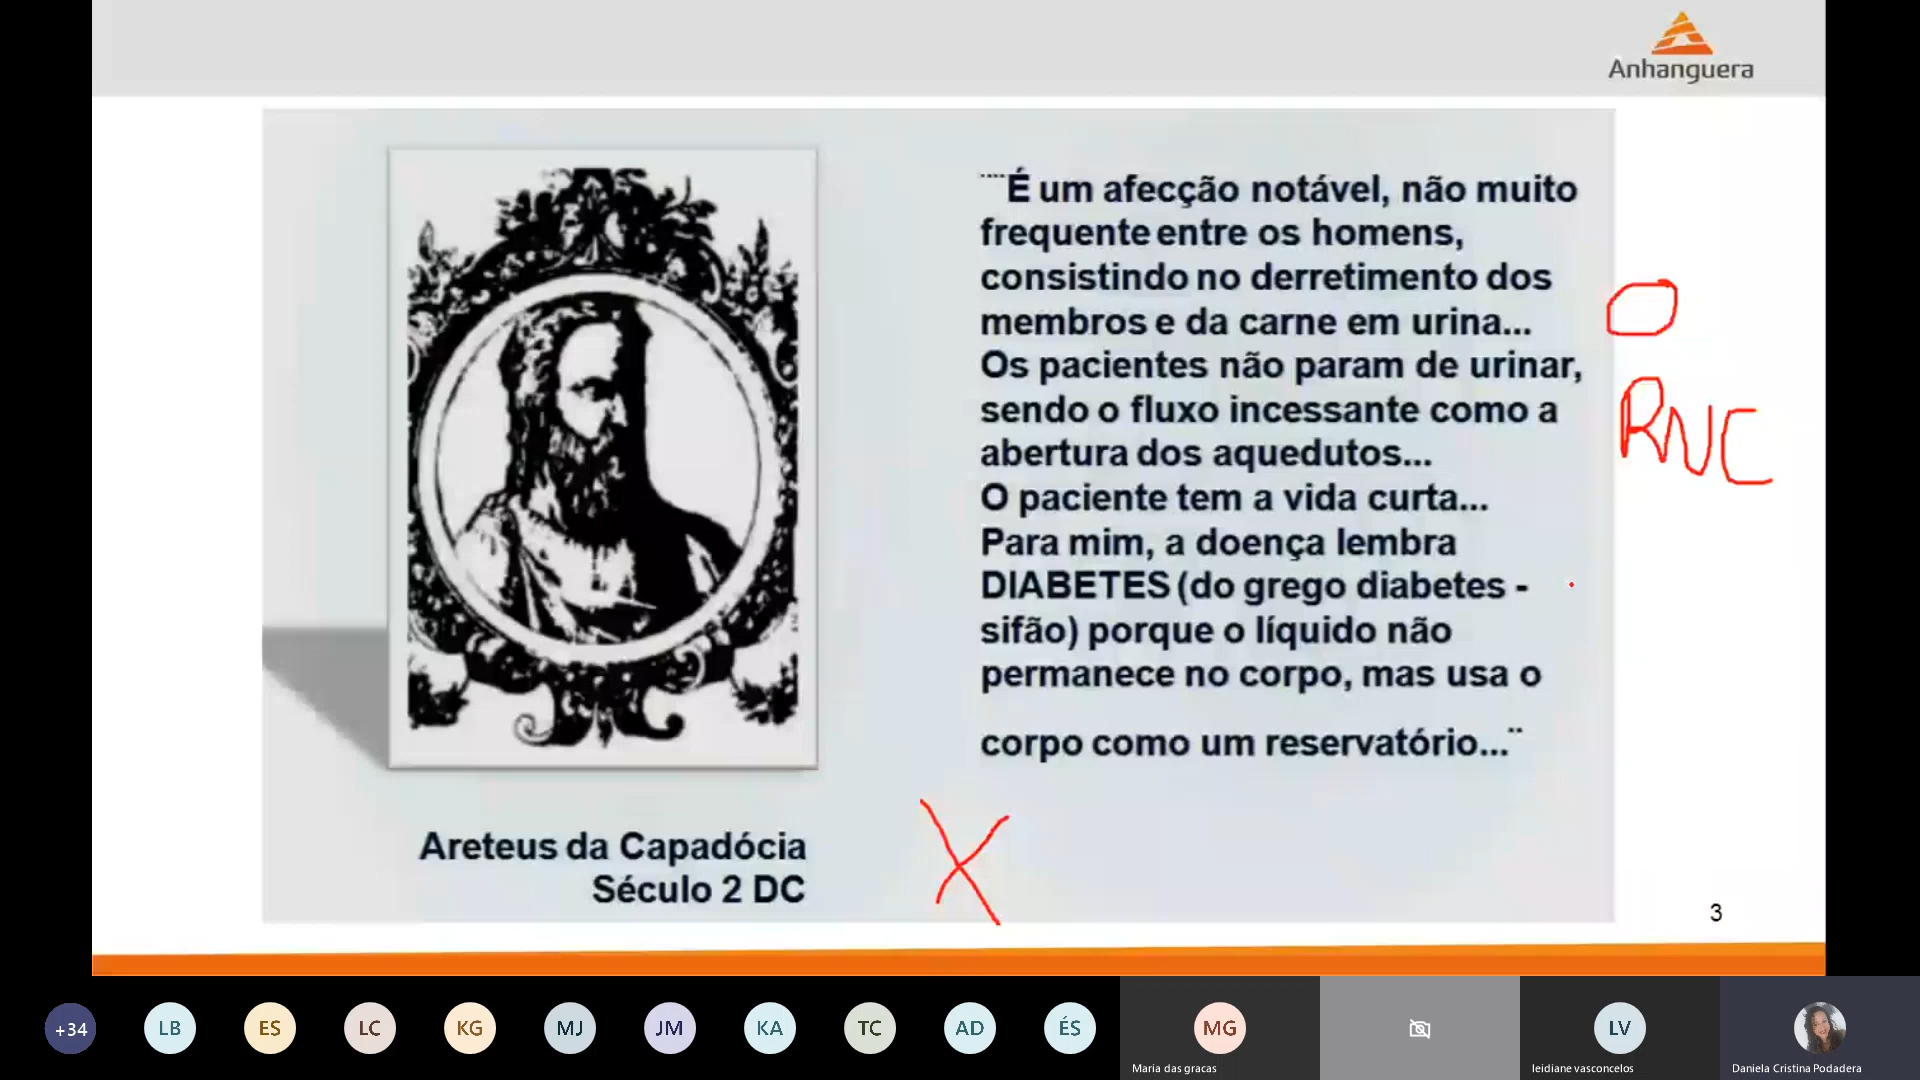 Anhanguera
¨¨É um afecção notável, não muito
frequente entre os homens,
consistindo no derretimento dos
membros e da carne em urina...
Os pacientes não param de urinar,
sendo o fluxo incessante como a
abertura dos aquedutos...
O paciente tem a vida curta...
Para mim, a doença lembra
DIABETES (do grego diabetes -
sifão) porque o líquido não
permanece no corpo, mas usa o
corpo como um reservatório...¨
RNC
Areteus da Capadócia
Século 2 DC
X
3
+34
LB
ES
LC
KG
MJ
JM
KA
TC
AD
ÉS
MG
LV
Maria das gracas
leidiane vasconcelos
Daniela Cristina Podadera